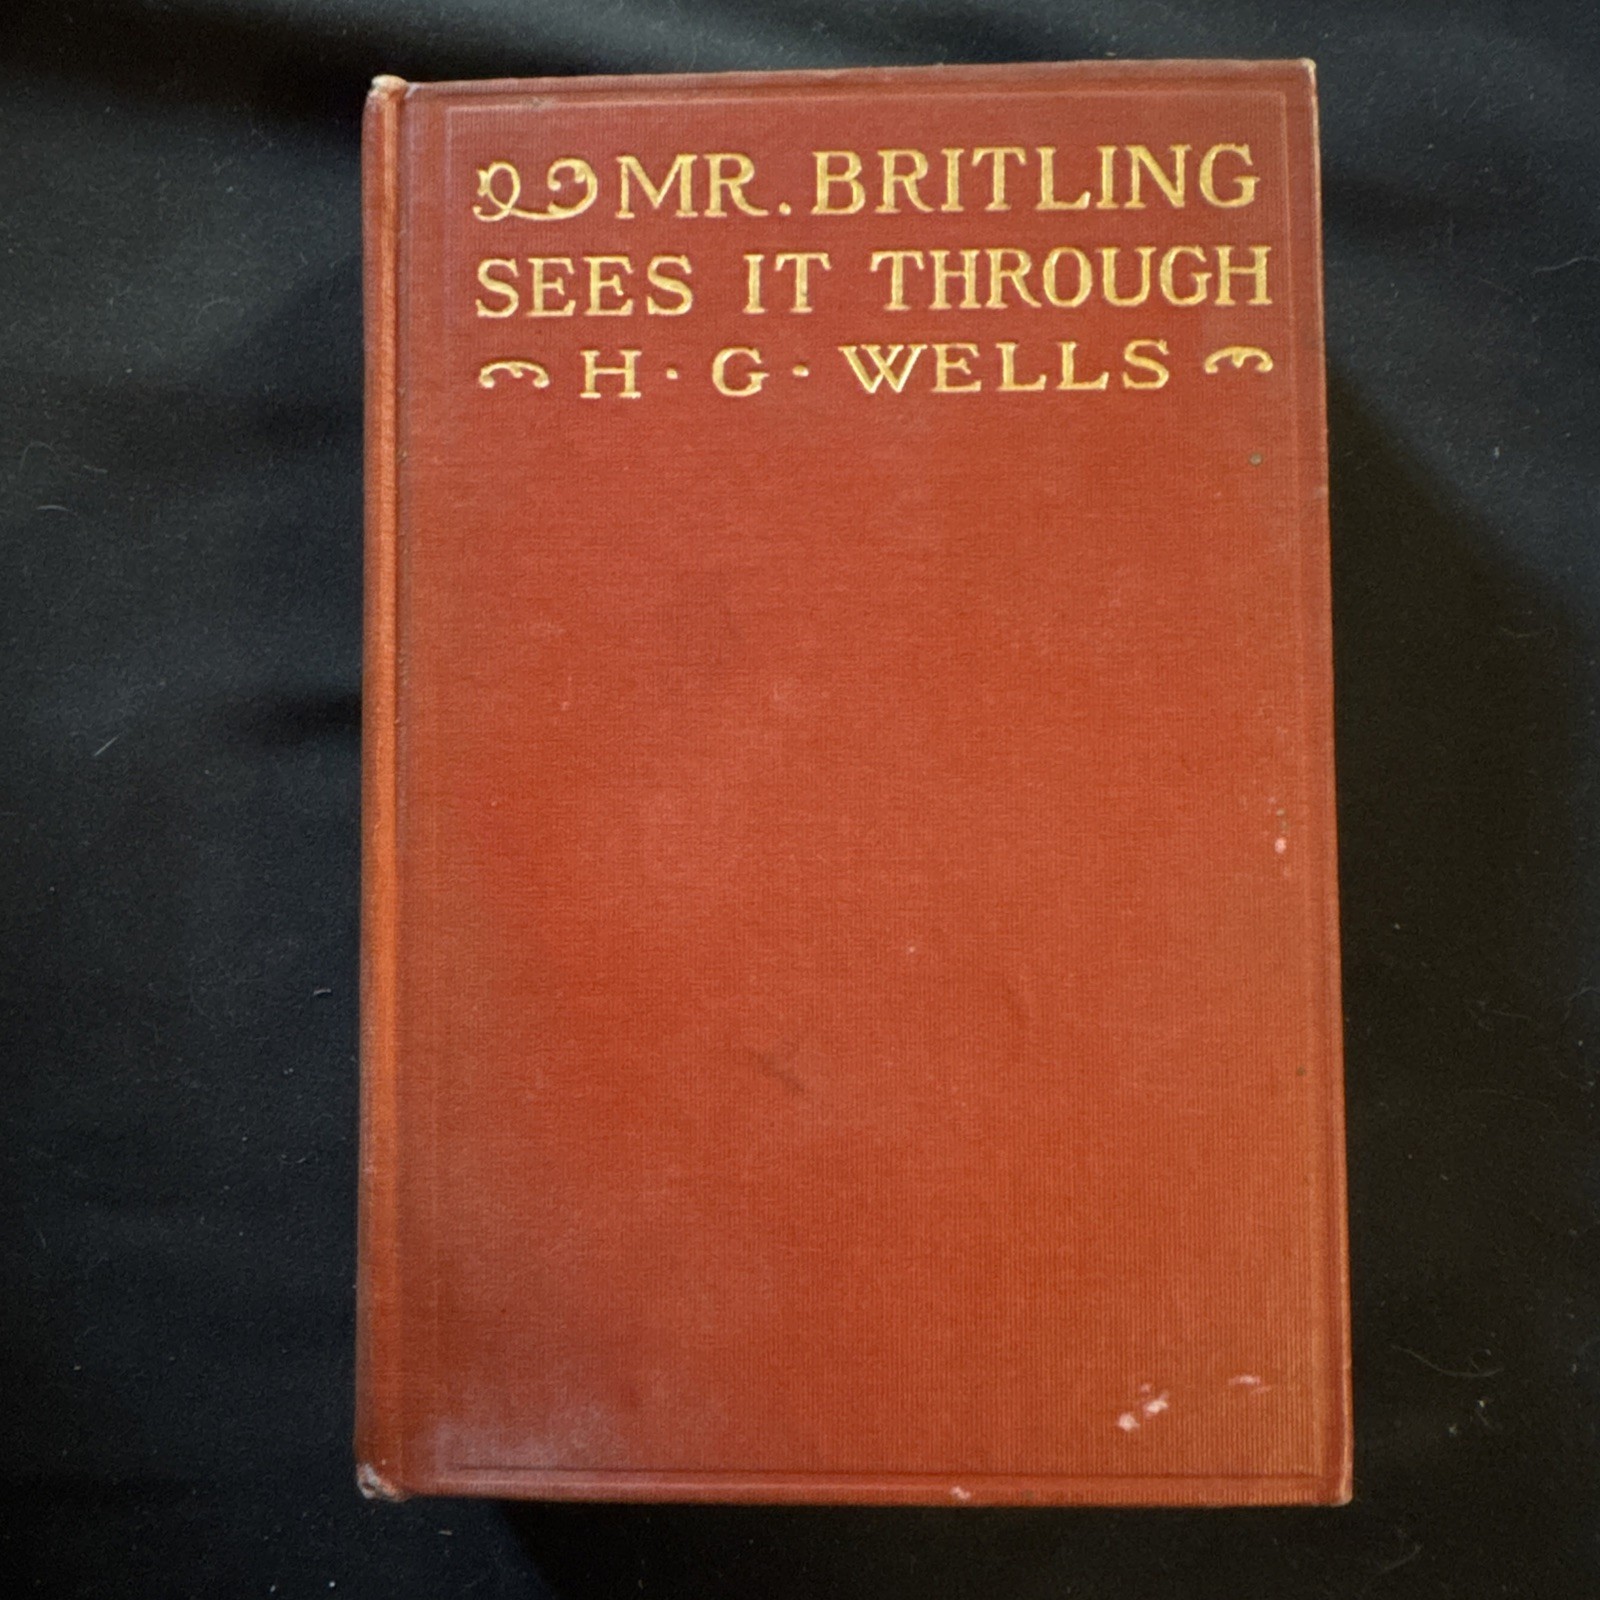 MR. BRITLING
SEES IT THROUGH
H · G · WELLS